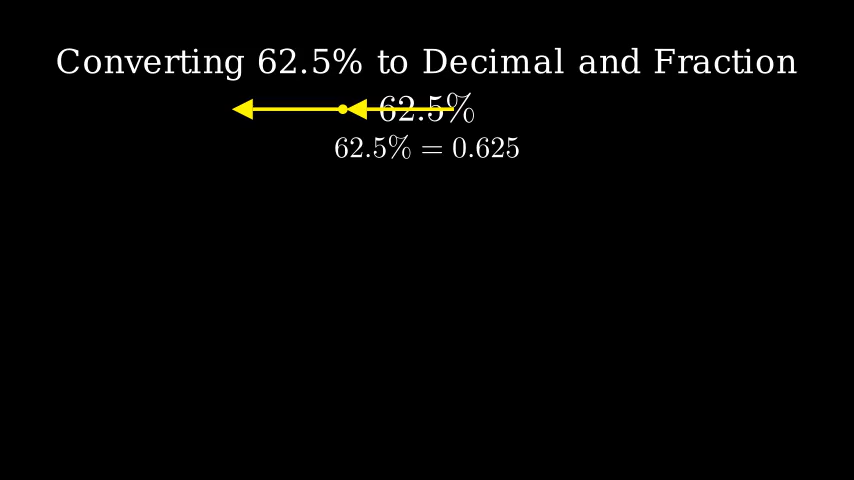 Converting 62.5% to Decimal and Fraction
62.5%
62.5% = 0.625